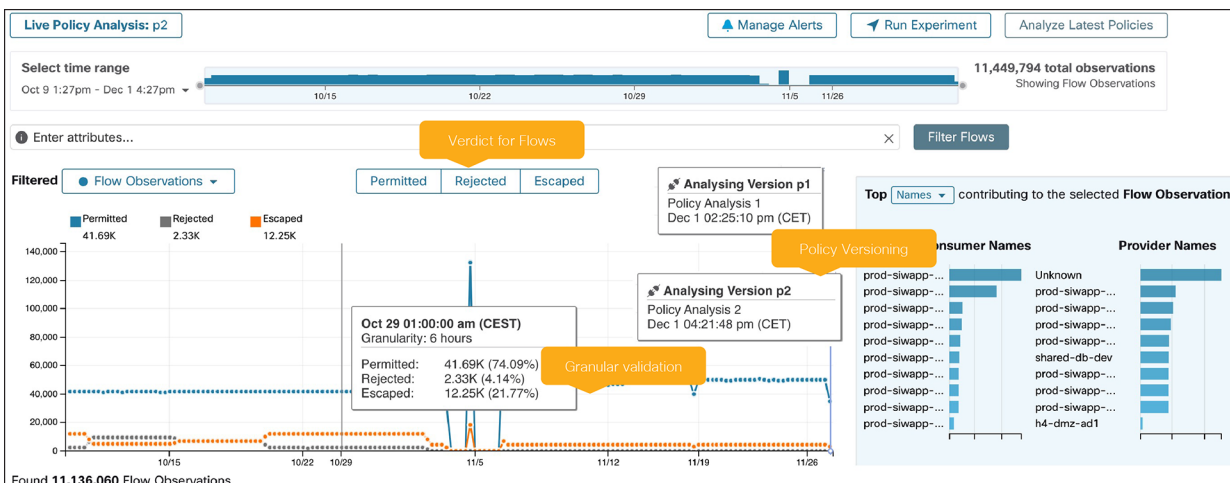 Live Policy Analysis: p2
Manage Alerts
Run Experiment
Analyze Latest Policies
Select time range
Oct 9 1:27pm - Dec 1 4:27pm
10/15
10/22
10/29
11/5
11/26
11,449,794 total observations
Showing Flow Observations
Enter attributes...
Filter Flows
Verdict for Flows
Filtered
Flow Observations
Permitted
Rejected
Escaped
Analysing Version p1
Policy Analysis 1
Dec 1 02:25:10 pm (CET)
Policy Versioning
Analysing Version p2
Policy Analysis 2
Dec 1 04:21:48 pm (CET)
Permitted
41.69K
Rejected
2.33K
Escaped
12.25K
140,000
120,000
100,000
80,000
60,000
40,000
20,000
0
Oct 29 01:00:00 am (CEST)
Granularity: 6 hours
Permitted: 41.69K (74.09%)
Rejected: 2.33K (4.14%)
Escaped: 12.25K (21.77%)
Granular validation
10/15
10/22
10/29
11/5
11/12
11/19
11/26
Top Names contributing to the selected Flow Observation
onsumer Names
prod-siwapp-...
prod-siwapp-...
prod-siwapp-...
prod-siwapp-...
prod-siwapp-...
prod-siwapp-...
prod-siwapp-...
prod-siwapp-...
prod-siwapp-...
prod-siwapp-...
Provider Names
Unknown
prod-siwapp-...
prod-siwapp-...
prod-siwapp-...
prod-siwapp-...
shared-db-dev
prod-siwapp-...
prod-siwapp-...
prod-siwapp-...
h4-dmz-ad1
Found 11,136,060 Flow Observations